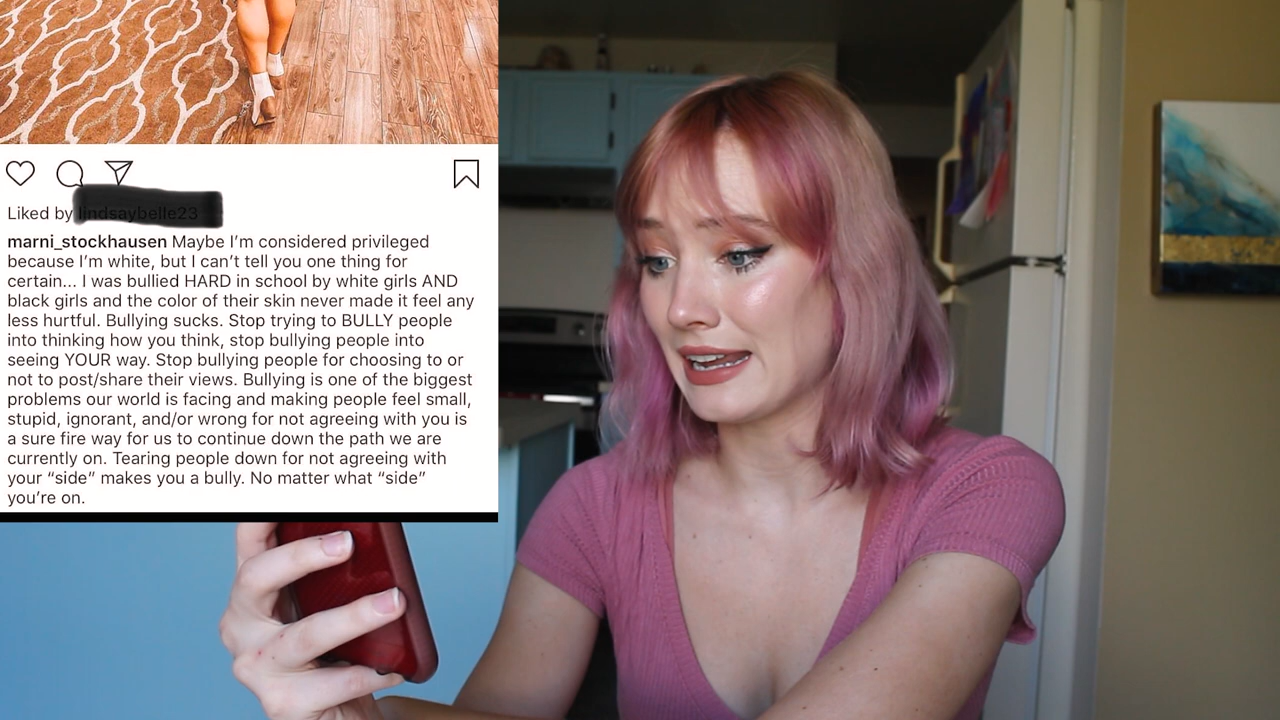 Liked by
marni_stockhausen Maybe I'm considered privileged
because I'm white, but I can't tell you one thing for
certain... I was bullied HARD in school by white girls AND
black girls and the color of their skin never made it feel any
less hurtful. Bullying sucks. Stop trying to BULLY people
into thinking how you think, stop bullying people into
seeing YOUR way. Stop bullying people for choosing to or
not to post/share their views. Bullying is one of the biggest
problems our world is facing and making people feel small,
stupid, ignorant, and/or wrong for not agreeing with you is
a sure fire way for us to continue down the path we are
currently on. Tearing people down for not agreeing with
your “side” makes you a bully. No matter what “side”
you're on.